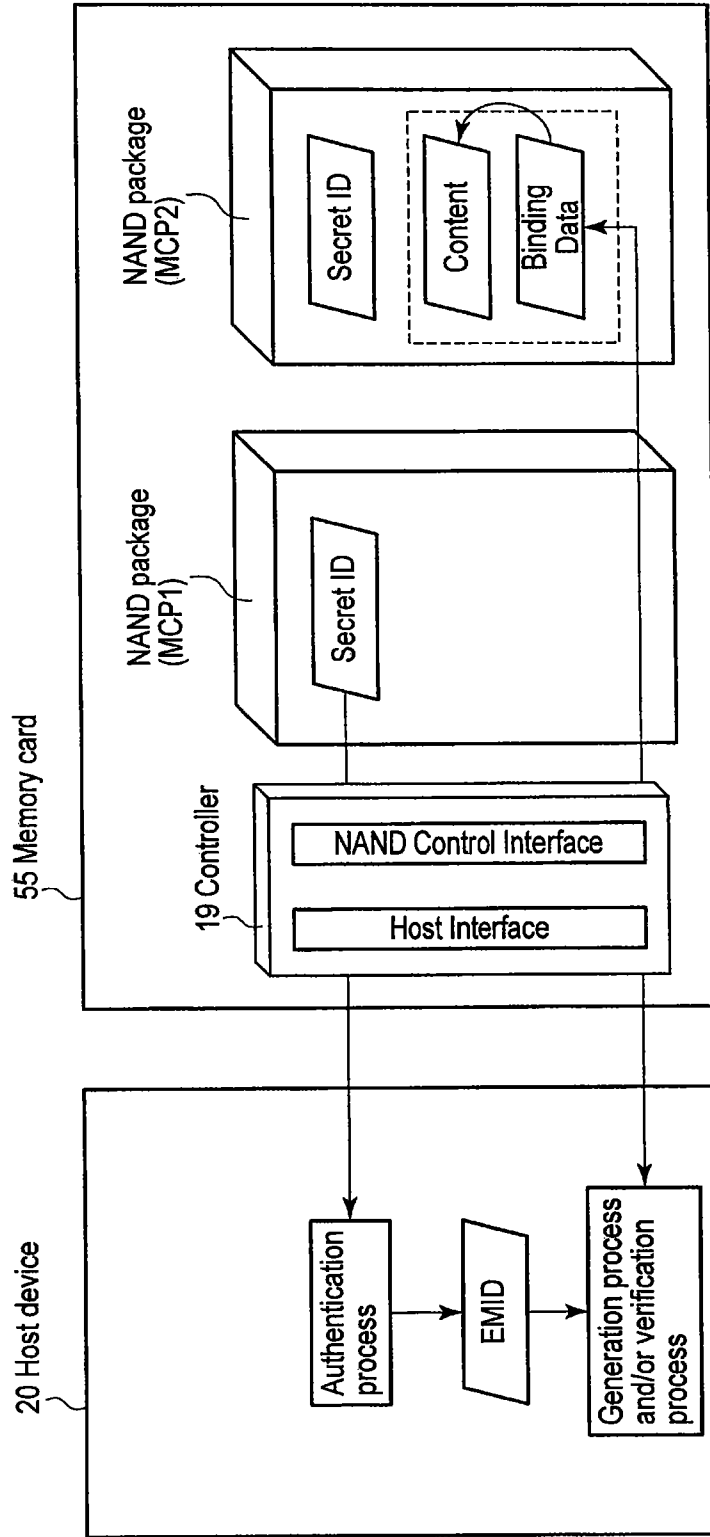 20 Host device
Authentication
process
EMID
Generation process
and/or verification
process
55 Memory card
19 Controller
Host Interface
NAND Control Interface
NAND package
(MCP1)
Secret ID
NAND package
(MCP2)
Secret ID
Content
Binding
Data